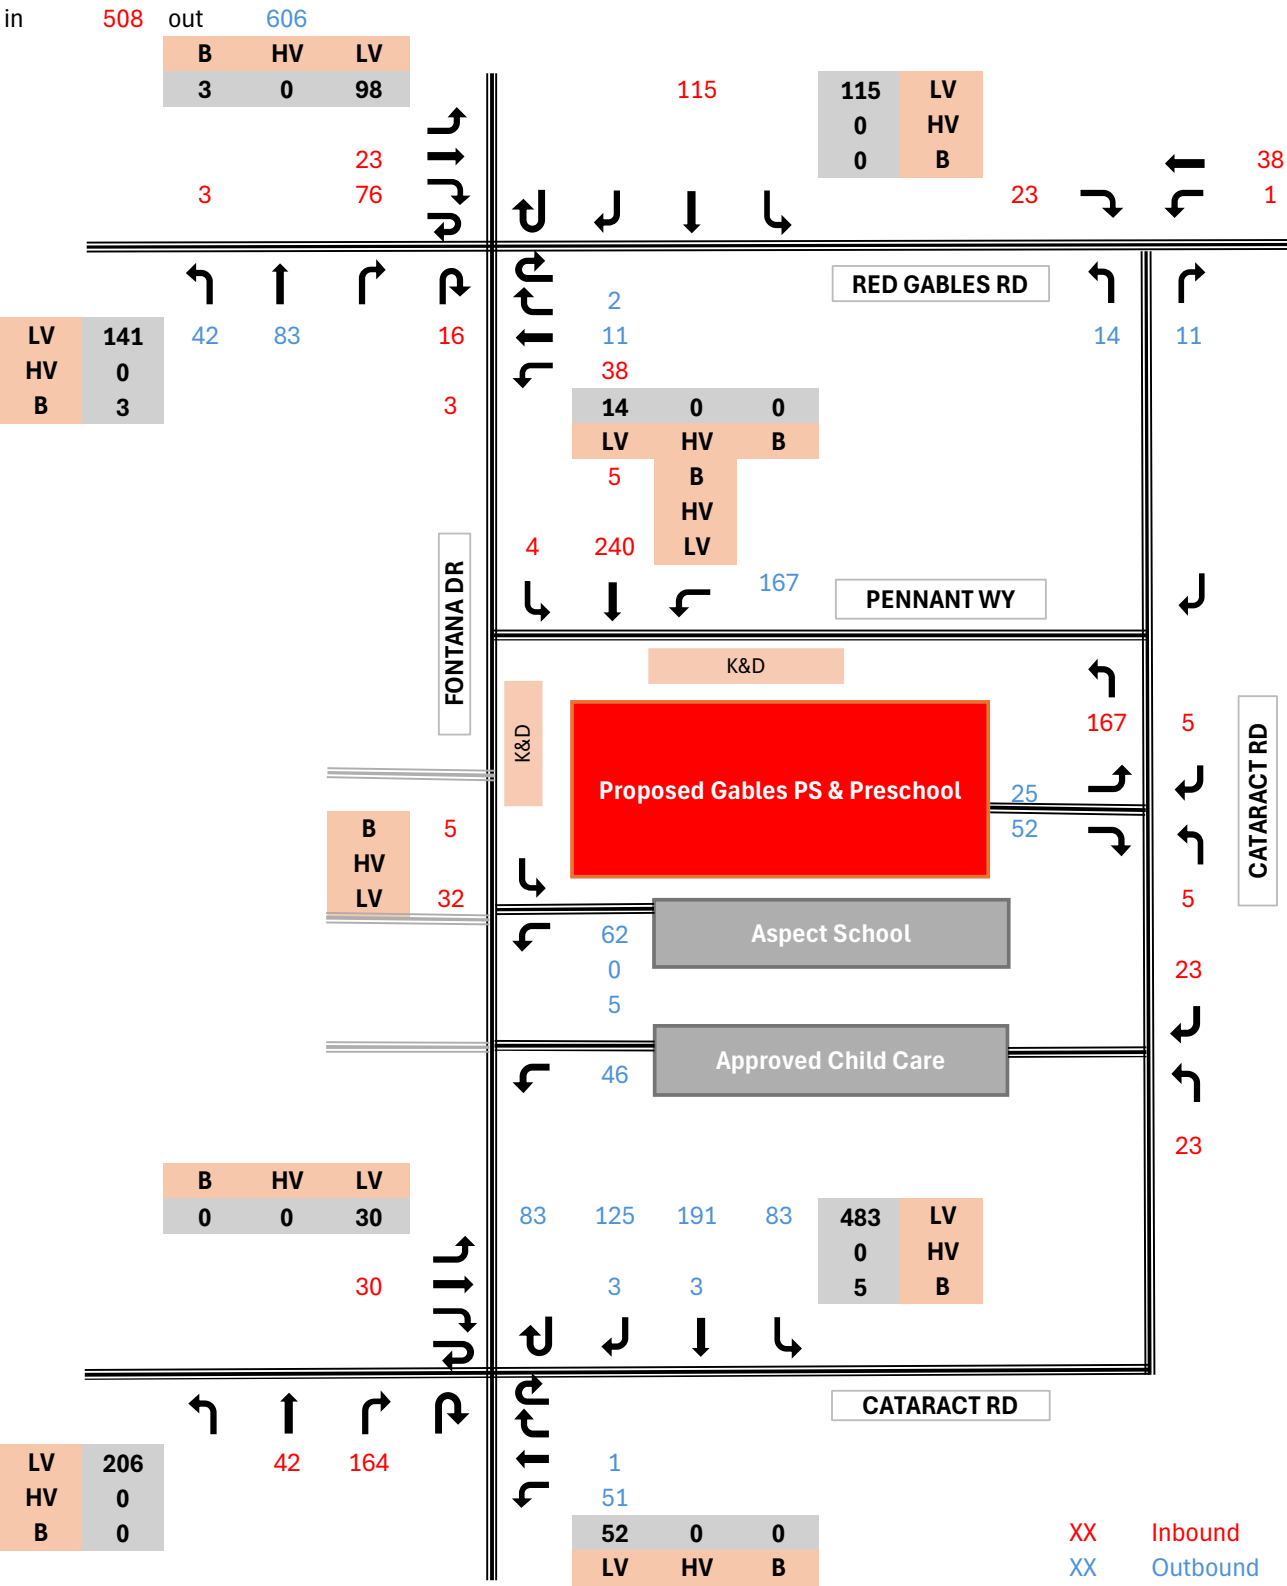 in 508 out 606
B HV LV
3 0 98
115
115 LV
0 HV
0 B
23
3 76
23
38
1
RED GABLES RD
LV 141
HV 0
B 3
42 83 16
3
2
11
38
14 0 0
LV HV B
14 11
5 B
HV
4 240 LV
167
FONTANA DR
PENNANT WY
K&D
K&D
167 5
CATARACT RD
Proposed Gables PS & Preschool
25
52
B 5
HV
LV 32
5
62
0
5
Aspect School
23
Approved Child Care
46
23
B HV LV
0 0 30
30
83 125 191 83
3 3
483 LV
0 HV
5 B
CATARACT RD
LV 206
HV 0
B 0
42 164
1
51
52 0 0
LV HV B
XX Inbound
XX Outbound